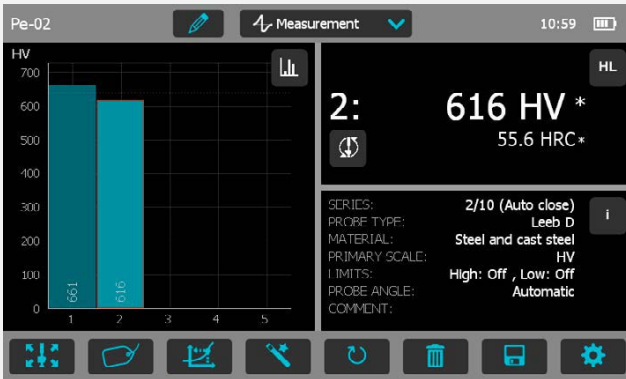 Pe-02
Measurement
10:59
HV
700
600
500
400
300
200
100
0
661
616
1
2
3
4
5
HL
2:
616 HV *
55.6 HRC*
SERIES: 2/10 (Auto close)
PROBE TYPE: Leeb D
MATERIAL: Steel and cast steel
PRIMARY SCALE: HV
LIMITS: High: Off , Low: Off
PROBE ANGLE: Automatic
COMMENT:
i